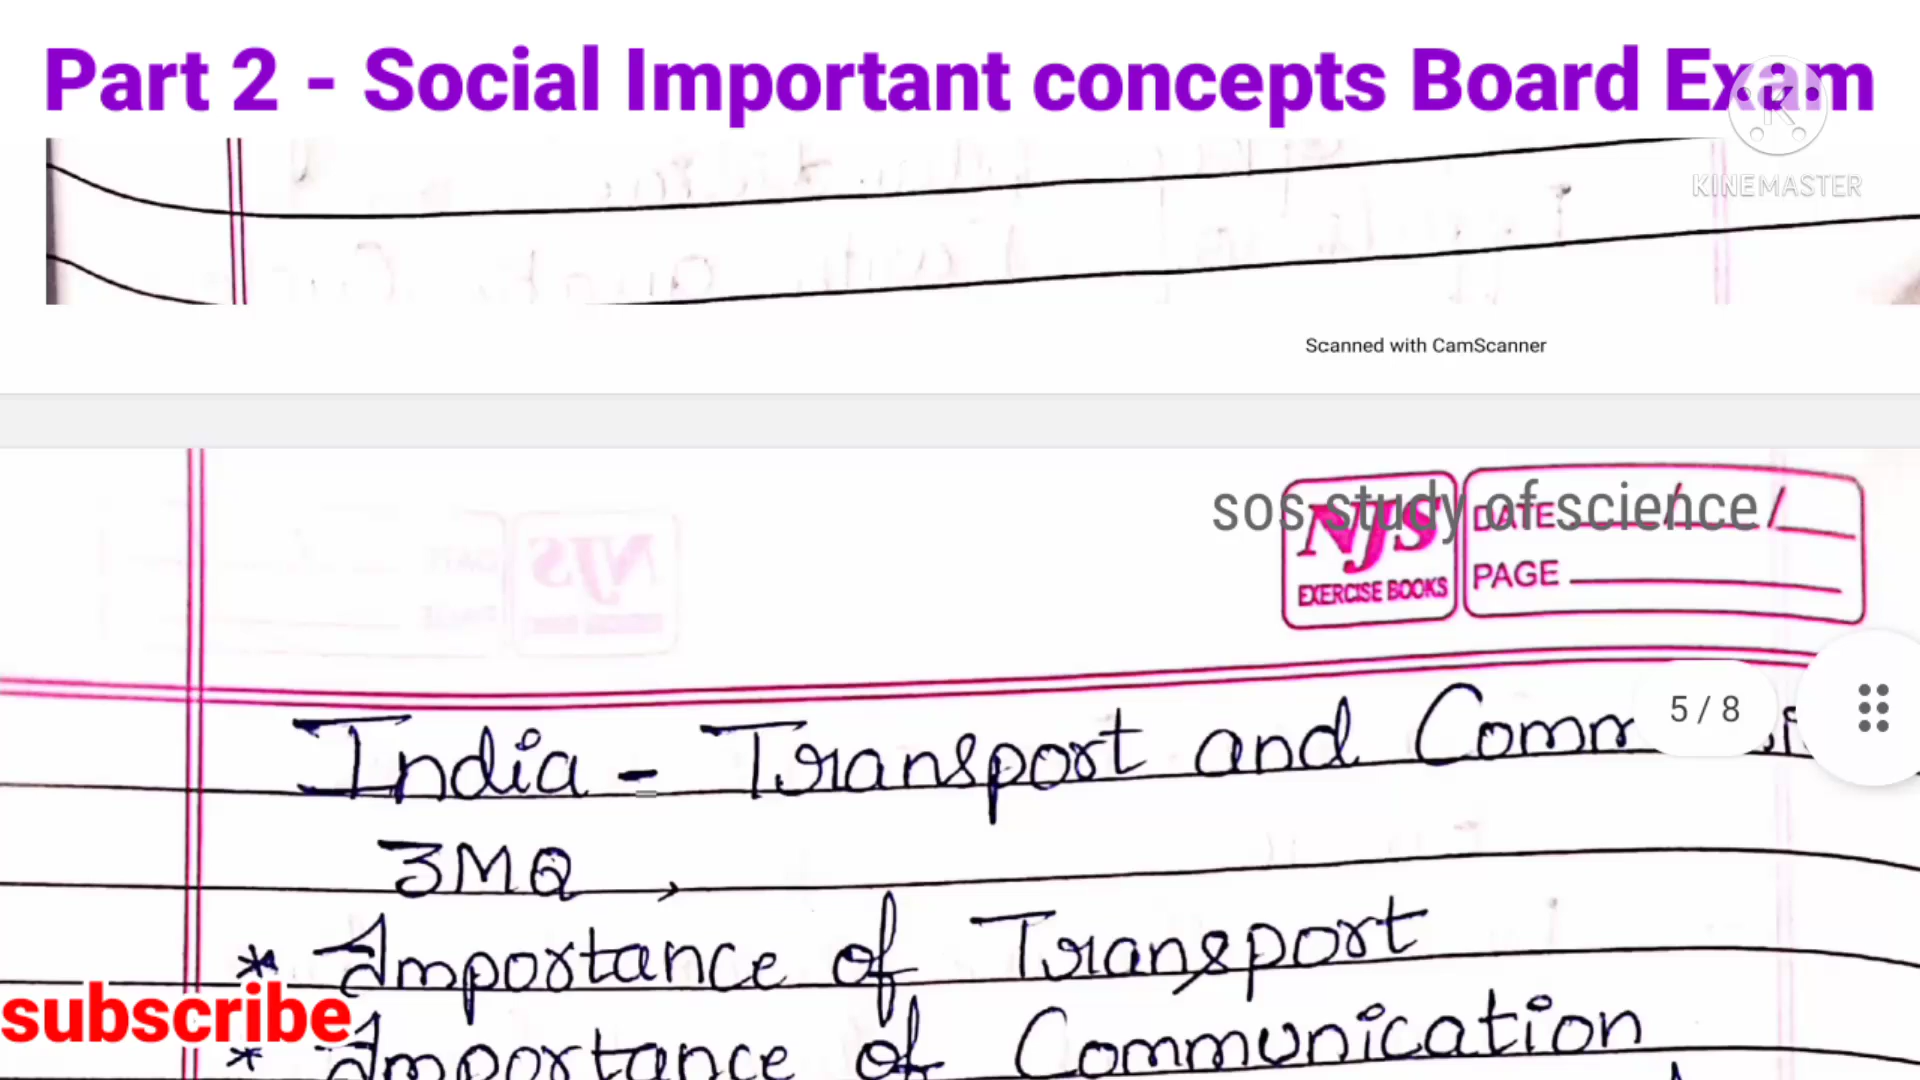 Part 2 - Social Important concepts Board Exam
KINEMASTER
Scanned with CamScanner
sos study of science
NJS
EXERCISE BOOKS
DATE / /
PAGE
5 / 8
India - Transport and
3MQ →
* Importance of Transport
subscribe
* Importance of Communication